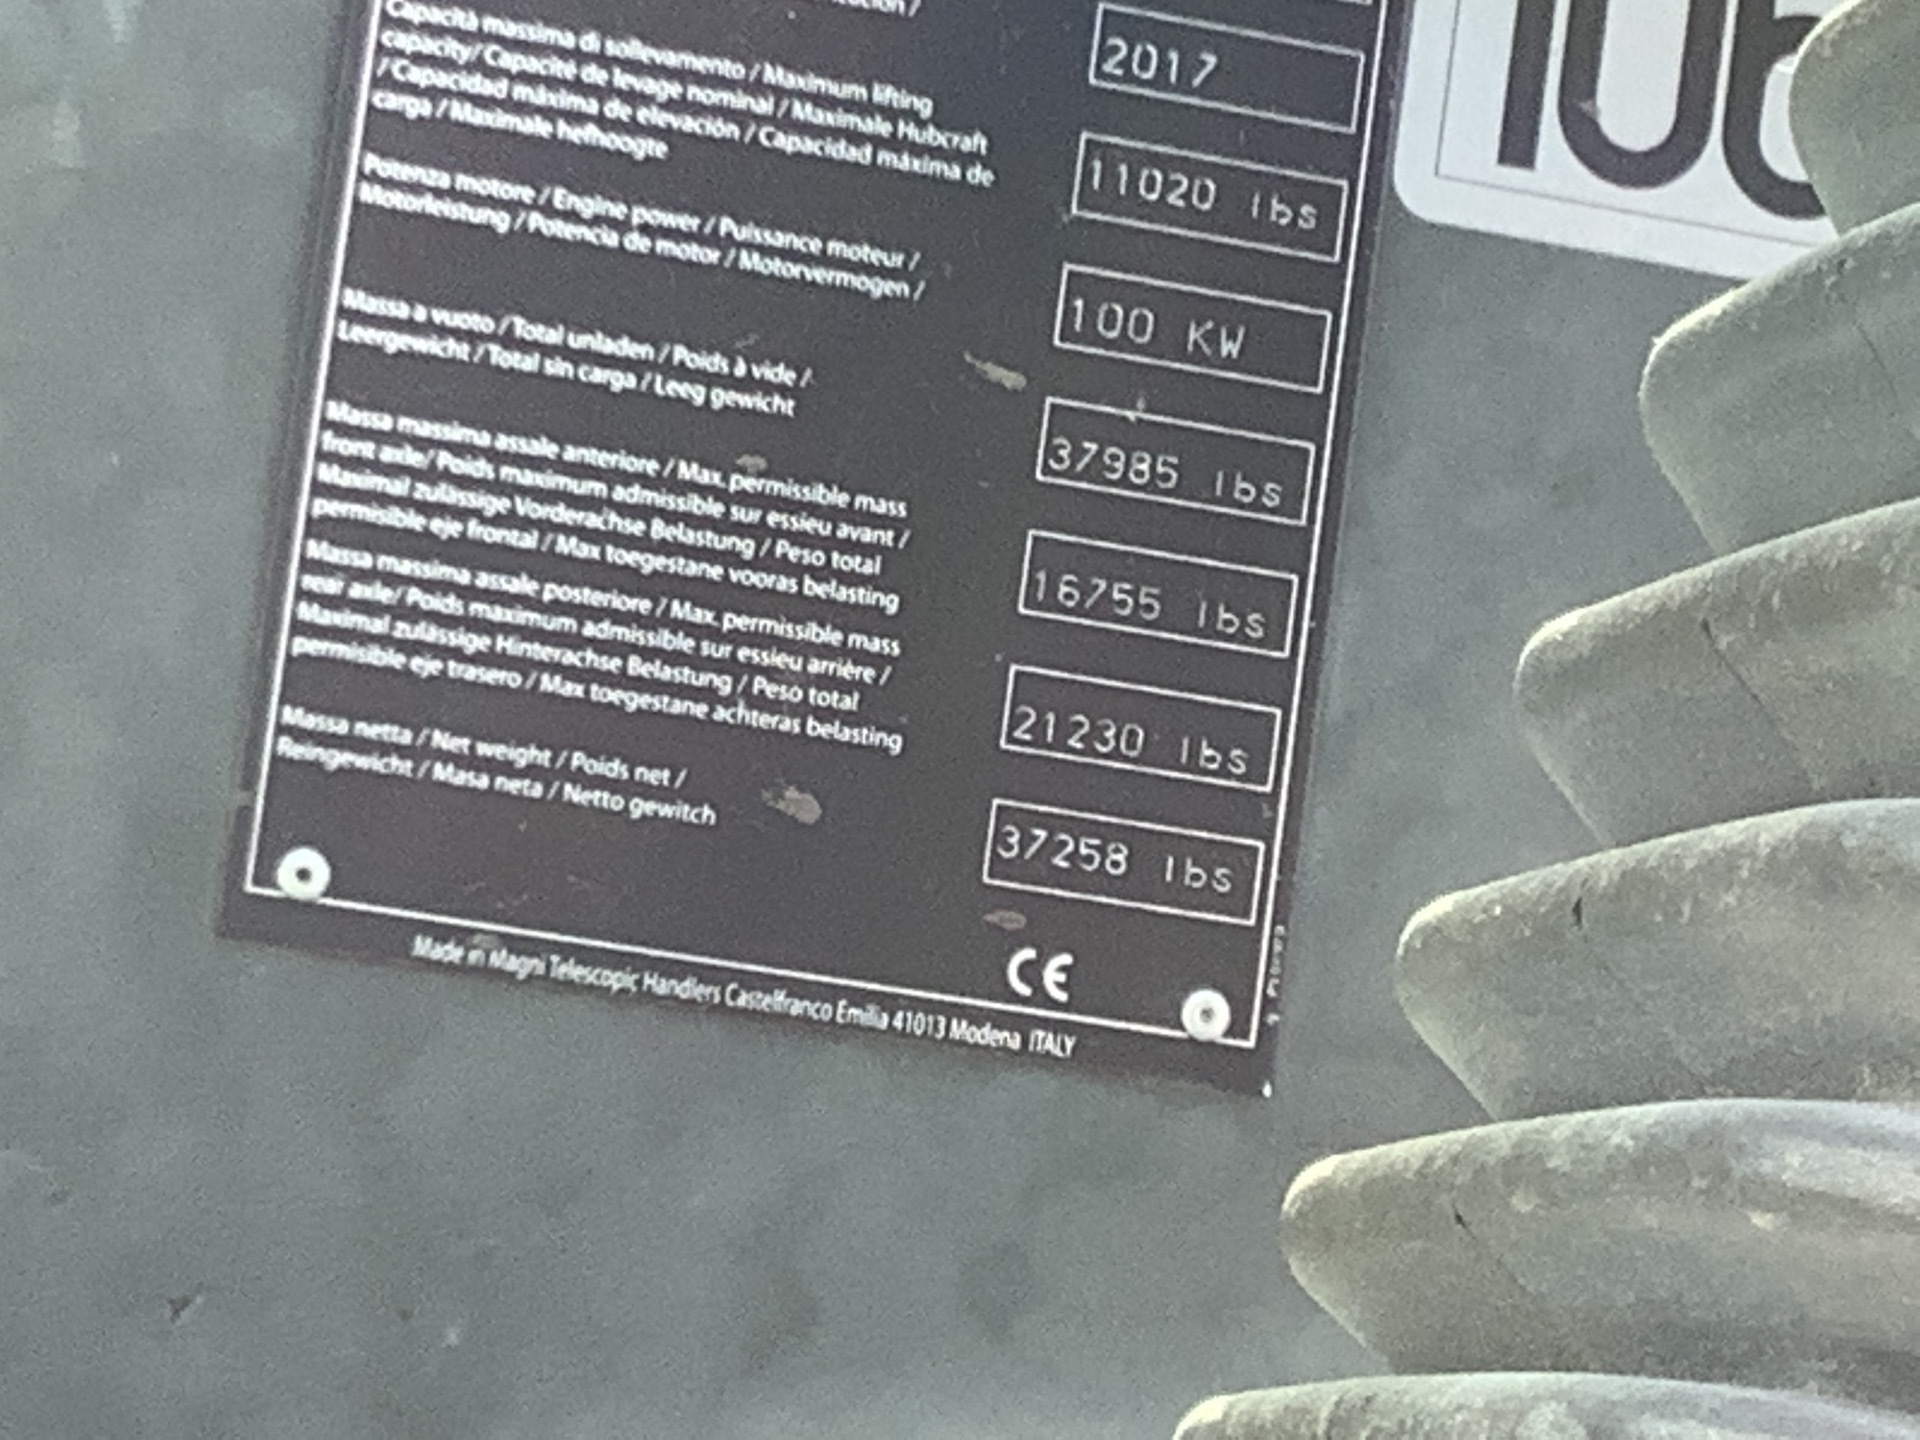 2017
Capacità massima di sollevamento / Maximum lifting
capacity/ Capacité de levage nominal / Maximale Hubcraft
/ Capacidad máxima de elevación / Capacidad máxima de
carga / Maximale hefhoogte
11020 lbs
Potenza motore / Engine power / Puissance moteur /
Motorleistung / Potencia de motor / Motorvermogen /
100 KW
Massa a vuoto / Total unladen / Poids à vide /
Leergewicht / Total sin carga / Leeg gewicht
37985 lbs
Massa massima assale anteriore / Max. permissible mass
front axle/ Poids maximum admissible sur essieu avant /
Maximal zulässige Vorderachse Belastung / Peso total
permisible eje frontal / Max toegestane vooras belasting
16755 lbs
Massa massima assale posteriore / Max. permissible mass
rear axle/ Poids maximum admissible sur essieu arrière /
Maximal zulässige Hinterachse Belastung / Peso total
permisible eje trasero / Max toegestane achteras belasting
21230 lbs
Massa netta / Net weight / Poids net /
Reingewicht / Masa neta / Netto gewitch
37258 lbs
CE
Made in Magni Telescopic Handlers Castelfranco Emilia 41013 Modena ITALY